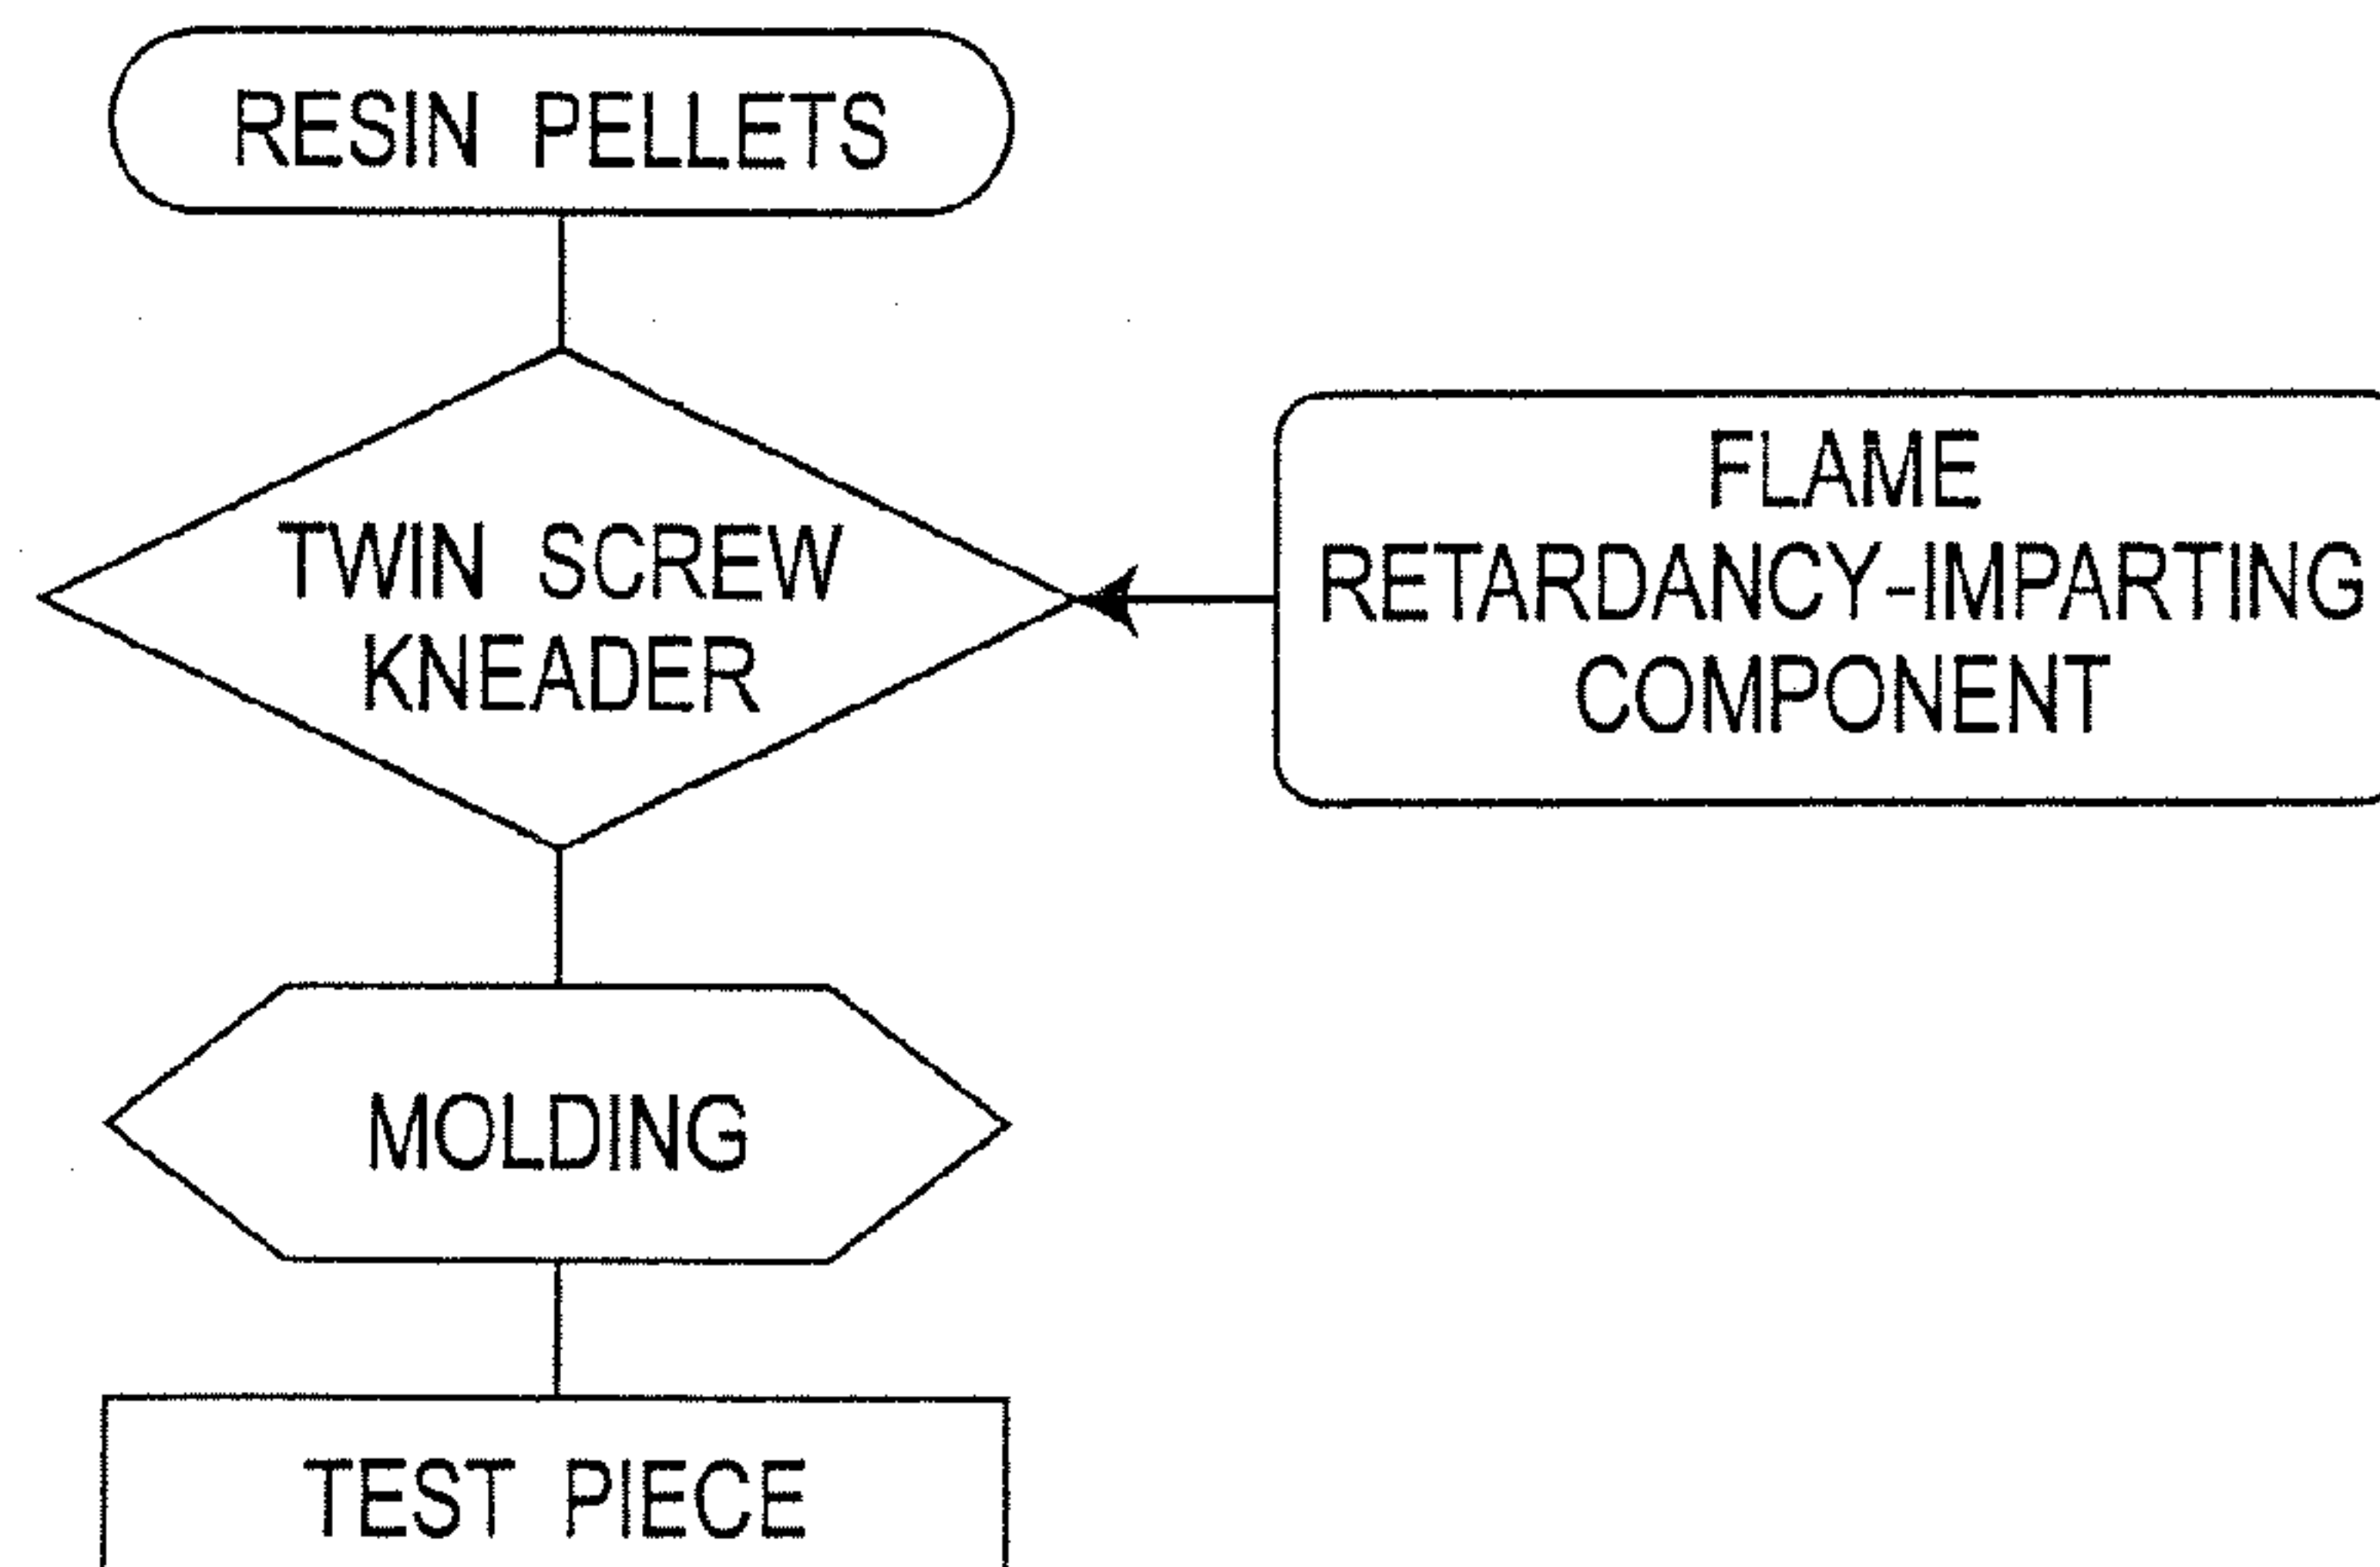 RESIN PELLETS
TWIN SCREW
KNEADER
FLAME
RETARDANCY-IMPARTING
COMPONENT
MOLDING
TEST PIECE